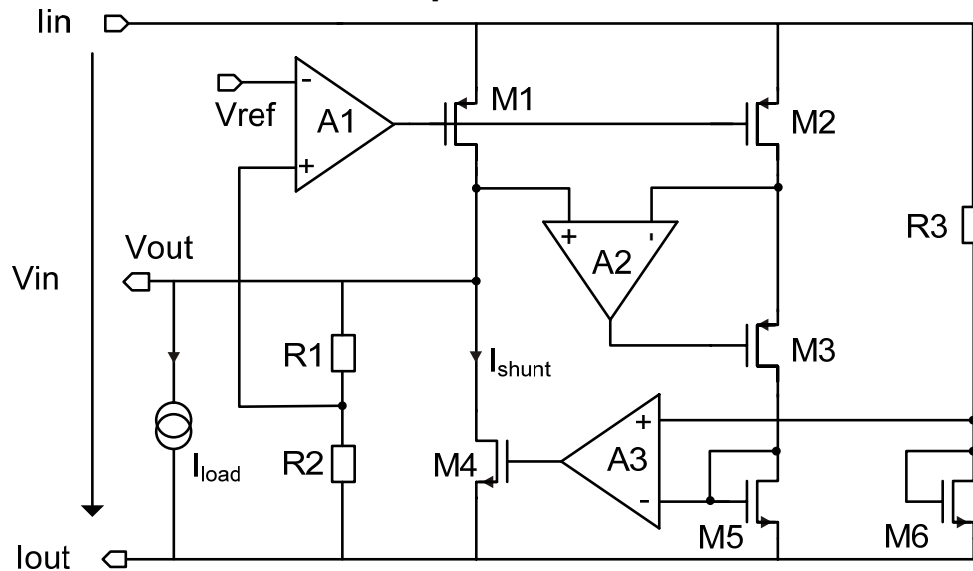 Iin
Vref
-
+
A1
M1
M2
+
-
A2
R3
Vout
Vin
R1
Ishunt
M3
R2
Iload
M4
+
-
A3
M5
M6
Iout